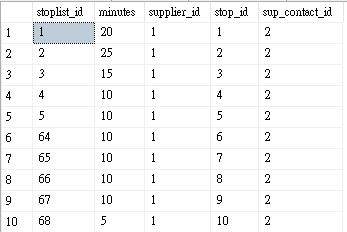 stoplist_id minutes supplier_id stop_id sup_contact_id
1 1 20 1 1 2
2 2 25 1 2 2
3 3 15 1 3 2
4 4 10 1 4 2
5 5 10 1 5 2
6 64 10 1 6 2
7 65 10 1 7 2
8 66 10 1 8 2
9 67 10 1 9 2
10 68 5 1 10 2